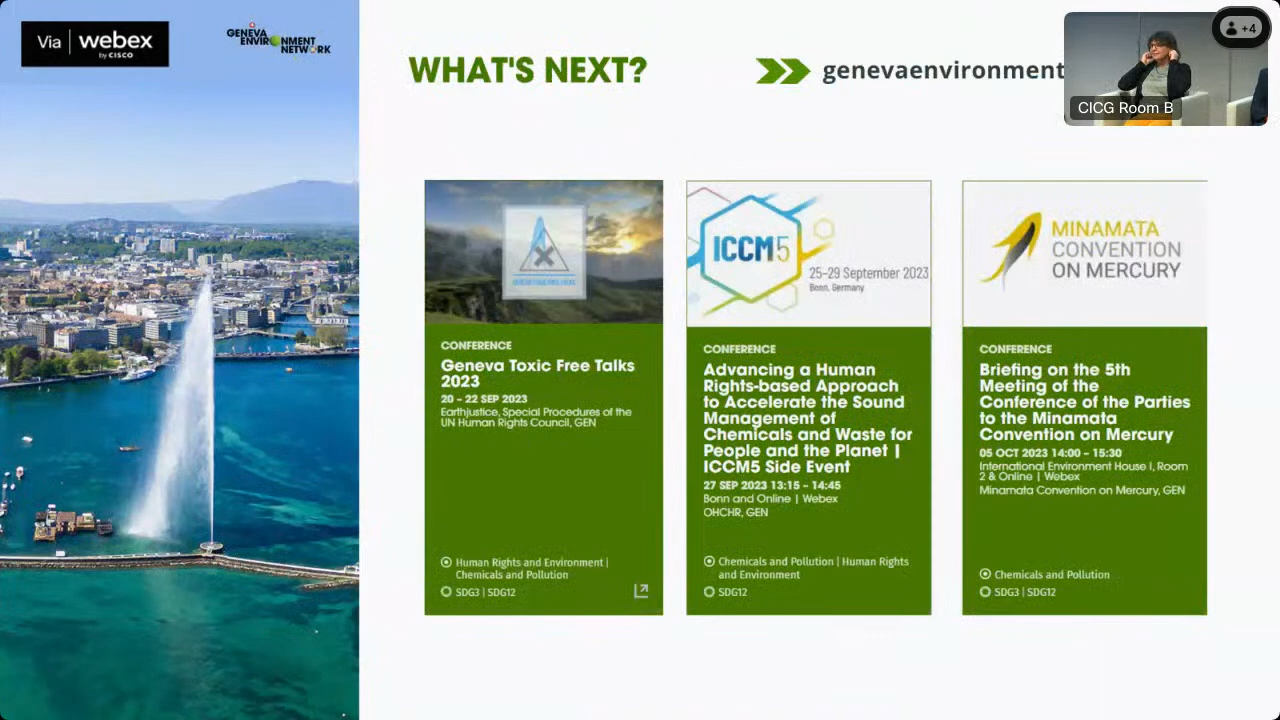 Via webex
by CISCO
GENEVA
ENVIRONMENT
NETWORK
WHAT'S NEXT?
genevaenvironment
+4
CICG Room B
CONFERENCE
Geneva Toxic Free Talks
2023
20 – 22 SEP 2023
Earthjustice, Special Procedures of the
UN Human Rights Council, GEN
Human Rights and Environment |
Chemicals and Pollution
SDG3 | SDG12
ICCM5
25–29 September 2023
Bonn, Germany
CONFERENCE
Advancing a Human
Rights-based Approach
to Accelerate the Sound
Management of
Chemicals and Waste for
People and the Planet |
ICCM5 Side Event
27 SEP 2023 13:15 – 14:45
Bonn and Online | Webex
OHCHR, GEN
Chemicals and Pollution | Human Rights
and Environment
SDG12
MINAMATA
CONVENTION
ON MERCURY
CONFERENCE
Briefing on the 5th
Meeting of the
Conference of the Parties
to the Minamata
Convention on Mercury
05 OCT 2023 14:00 – 15:30
International Environment House I, Room
2 & Online | Webex
Minamata Convention on Mercury, GEN
Chemicals and Pollution
SDG3 | SDG12